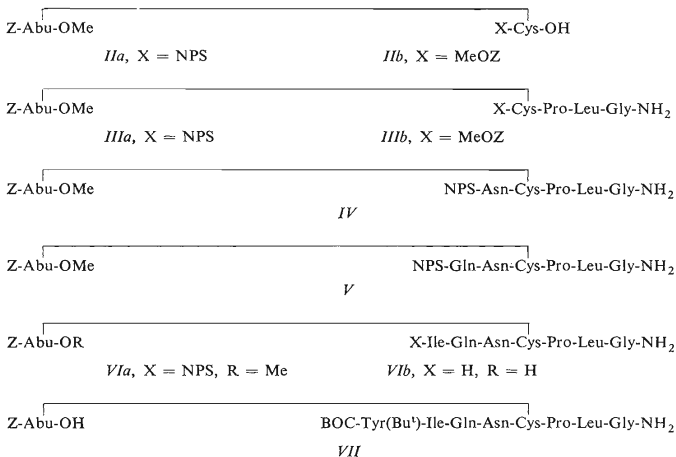 Z-Abu-OMe X-Cys-OH
IIa, X = NPS IIb, X = MeOZ
Z-Abu-OMe X-Cys-Pro-Leu-Gly-NH₂
IIIa, X = NPS IIIb, X = MeOZ
Z-Abu-OMe NPS-Asn-Cys-Pro-Leu-Gly-NH₂
IV
Z-Abu-OMe NPS-Gln-Asn-Cys-Pro-Leu-Gly-NH₂
V
Z-Abu-OR X-Ile-Gln-Asn-Cys-Pro-Leu-Gly-NH₂
VIa, X = NPS, R = Me VIb, X = H, R = H
Z-Abu-OH BOC-Tyr(Buᵗ)-Ile-Gln-Asn-Cys-Pro-Leu-Gly-NH₂
VII